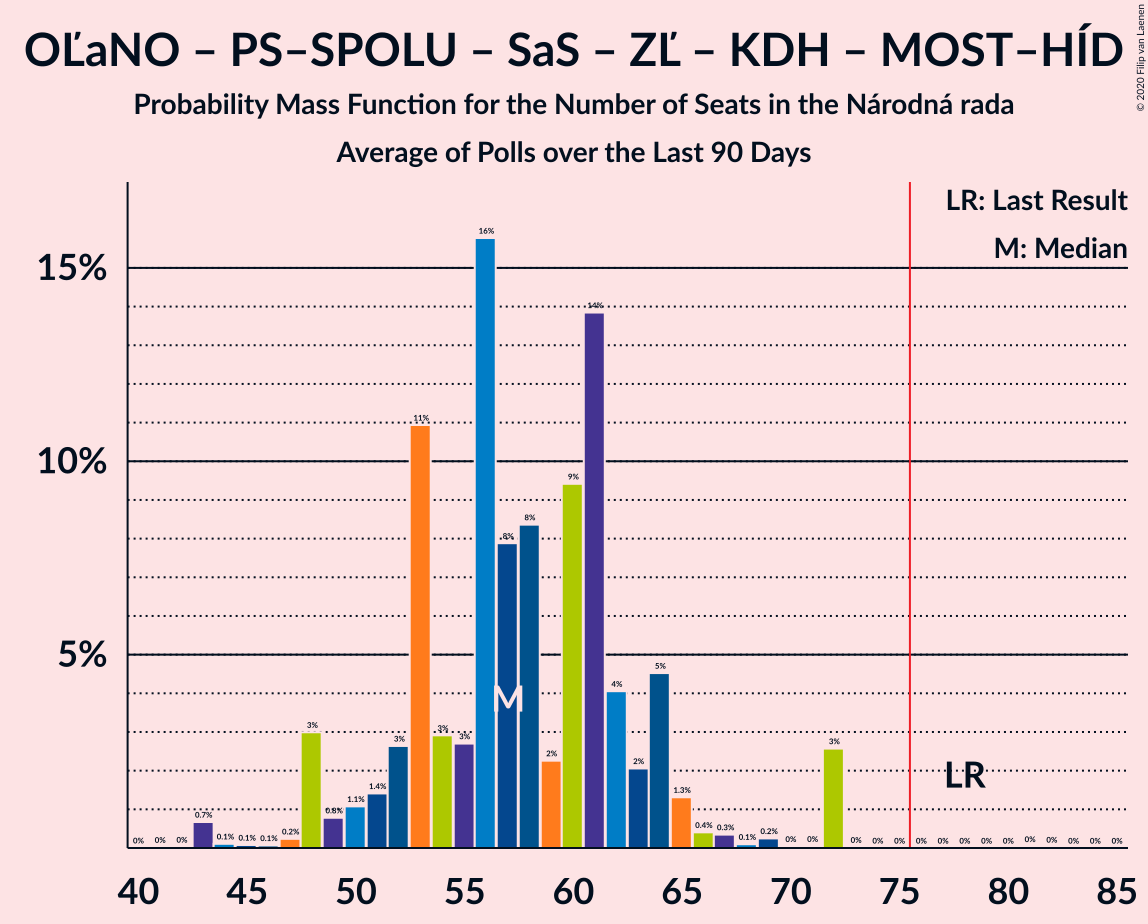 OĽaNO – PS–SPOLU – SaS – ZĽ – KDH – MOST–HÍD
Probability Mass Function for the Number of Seats in the Národná rada
Average of Polls over the Last 90 Days
© 2020 Filip van Laenen
LR: Last Result
M: Median
15%
10%
5%
0% 0% 0% 0.7% 0.1% 0.1% 0.1% 0.2% 3% 0.8% 1.1% 1.4% 3% 11% 3% 3% 16% 8% 8% 2% 9% 14% 4% 2% 5% 1.3% 0.4% 0.3% 0.1% 0.2% 0% 0% 3% 0% 0% 0% 0% 0% 0% 0% 0% 0% 0% 0% 0% 0%
M
LR
40 45 50 55 60 65 70 75 80 85